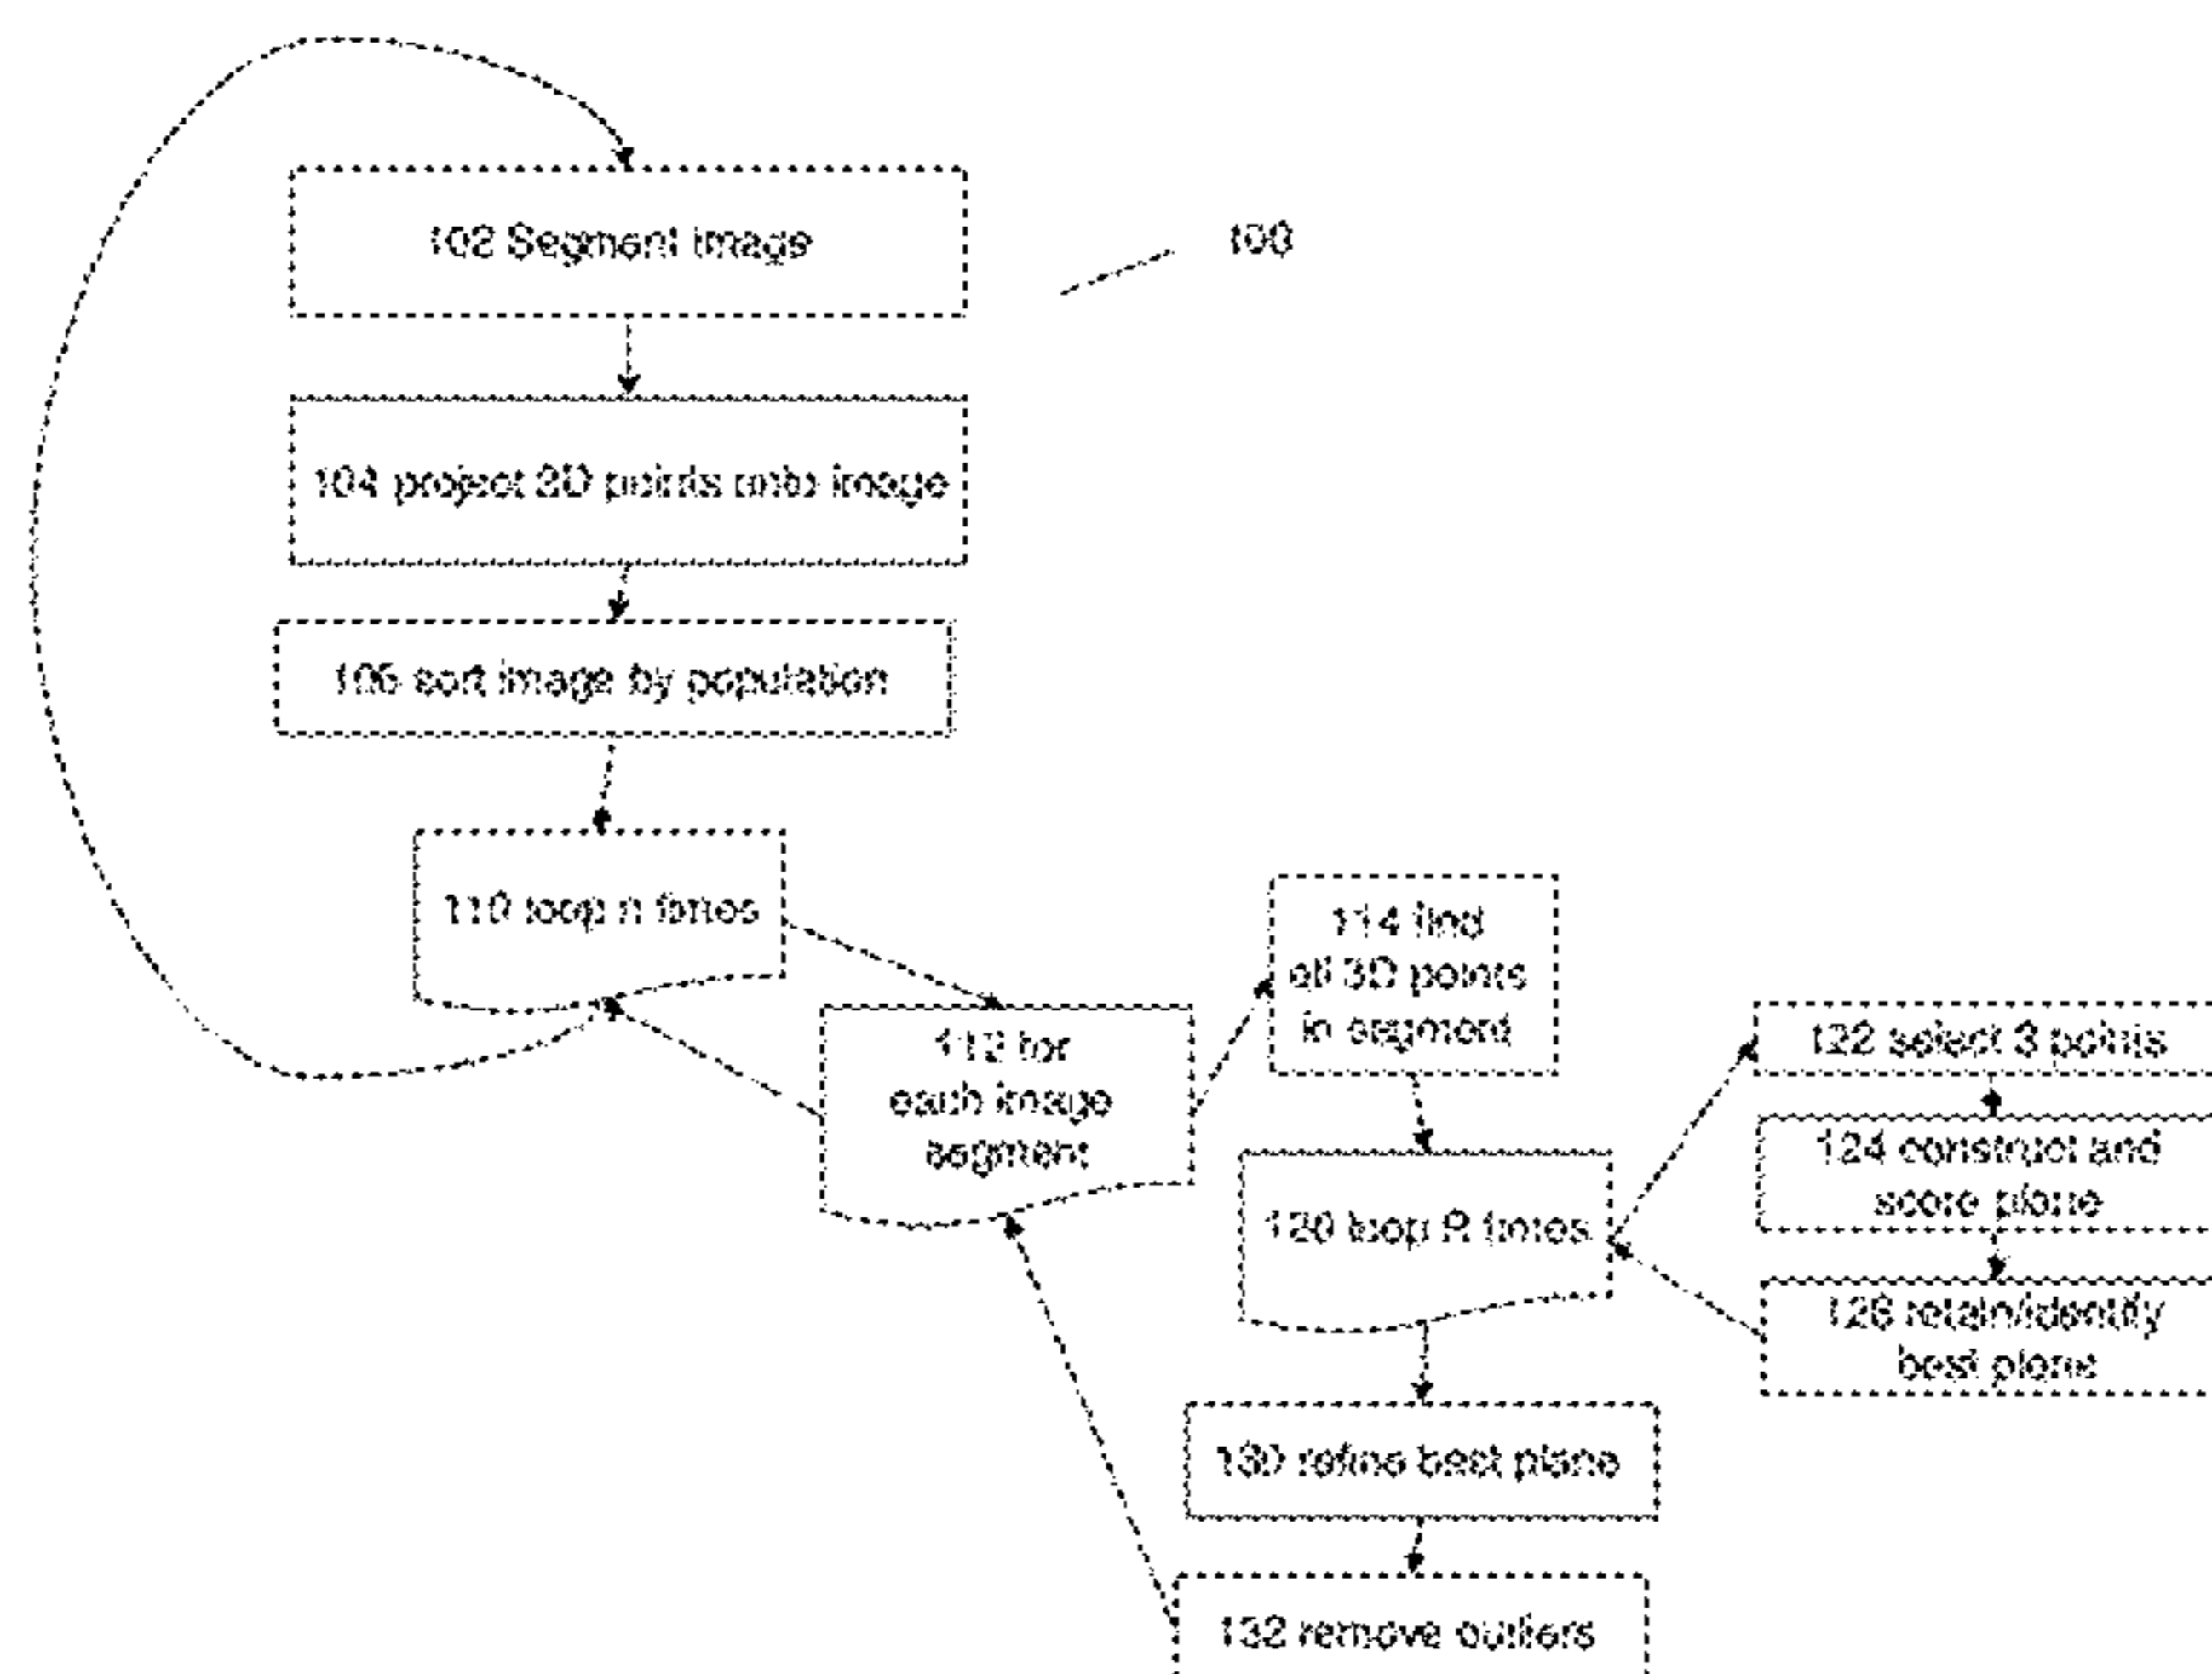 102 Segment image
100
104 project 3D points onto image
106 sort image by population
110 loop n times
112 for
each image
segment
114 find
all 3D points
in segment
120 loop R times
122 select 3 points
124 construct and
score plane
126 retain/identify
best plane
130 refine best plane
132 remove outliers